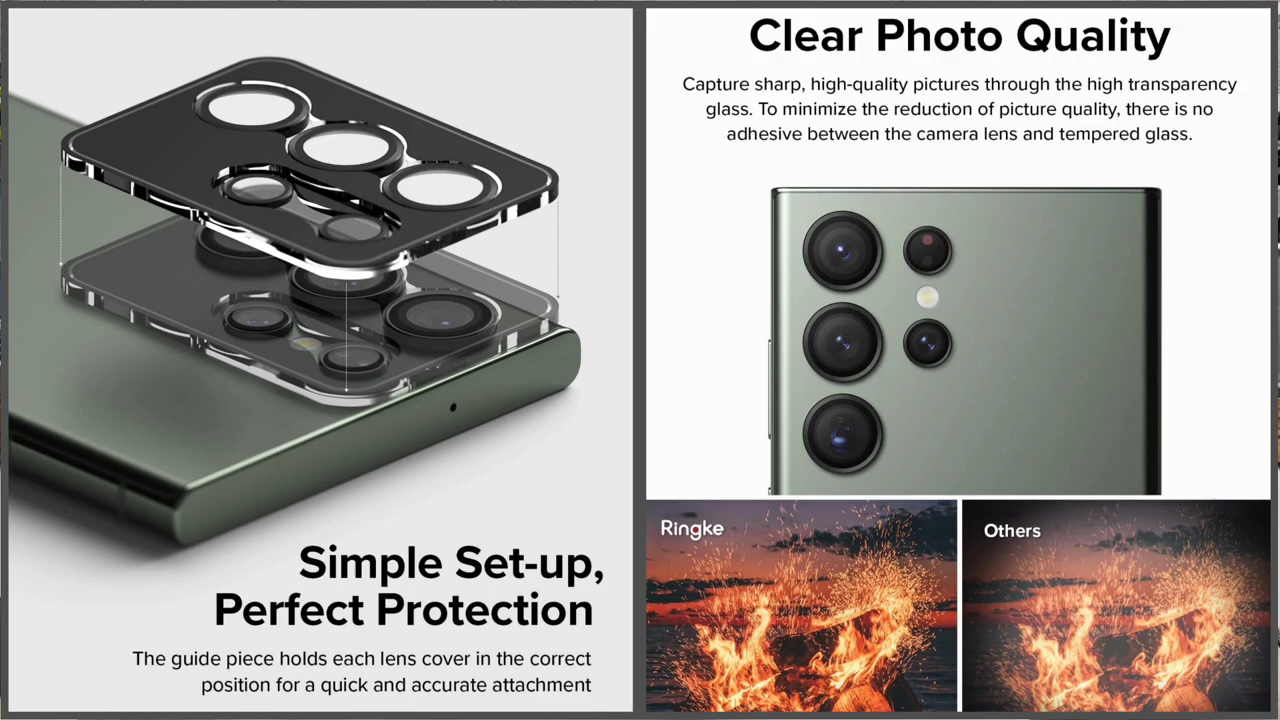 Simple Set-up,
Perfect Protection
The guide piece holds each lens cover in the correct
position for a quick and accurate attachment
Clear Photo Quality
Capture sharp, high-quality pictures through the high transparency
glass. To minimize the reduction of picture quality, there is no
adhesive between the camera lens and tempered glass.
Ringke
Others